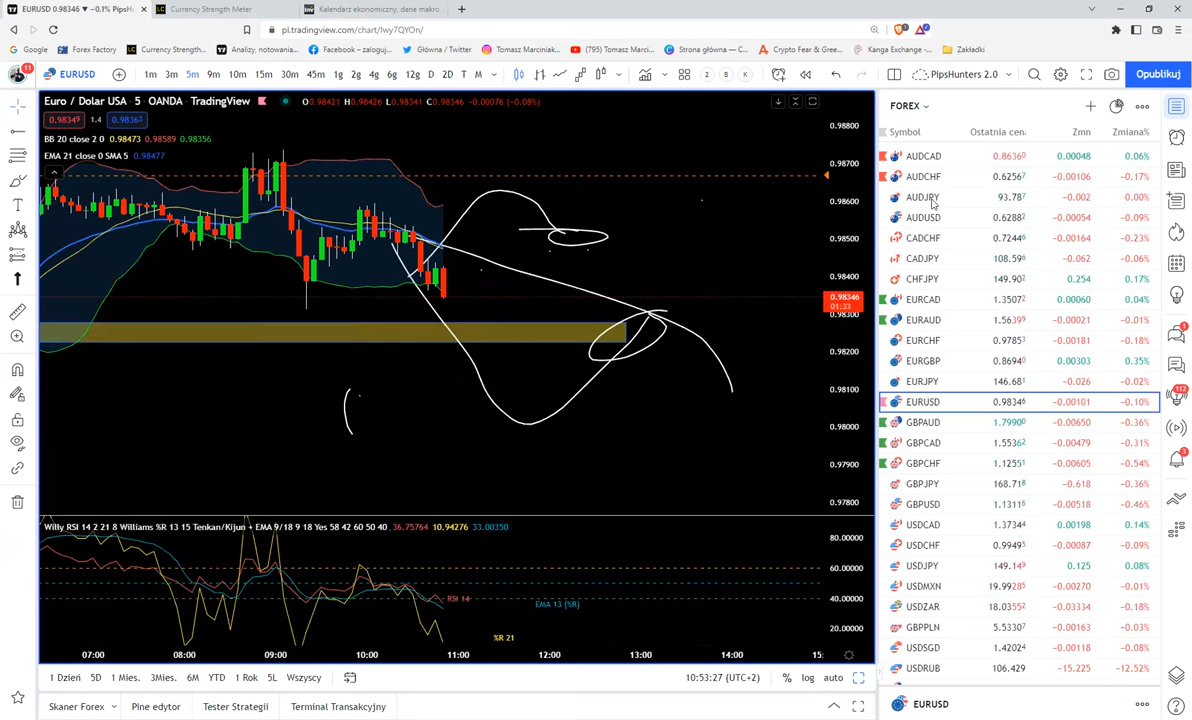 EURUSD 0.98346 ▼ −0.1% PipsHunt
Currency Strength Meter
Kalendarz ekonomiczny, dane makro.
pl.tradingview.com/chart/Iwy7QYOn/
Google
Forex Factory
Currency Strength...
Analizy, notowania...
Facebook – zaloguj...
Główna / Twitter
Tomasz Marciniak...
(795) Tomasz Marci...
Strona główna — C...
Crypto Fear & Gree...
Kanga Exchange -...
Zakładki
11
EURUSD
1m 3m 5m 9m 10m 15m 30m 45m 1g 2g 4g 6g 12g D 2D T M
2 B K
PipsHunters 2.0
Opublikuj
Euro / Dolar USA · 5 · OANDA · TradingView
O0.98421 H0.98426 L0.98341 C0.98346 −0.00076 (−0.08%)
0.98349 1.4 0.98363
BB 20 close 2 0 0.98473 0.98589 0.98356
EMA 21 close 0 SMA 5 0.98477
0.98800
0.98700
0.98600
0.98500
0.98400
0.98346
01:33
0.98300
0.98200
0.98100
0.98000
0.97900
0.97800
Willy RSI 14 2 21 8 Williams %R 13 15 Tenkan/Kijun + EMA 9/18 9 18 Yes 58 42 60 50 40 36.75764 10.94276 33.00350
80.00000
60.00000
40.00000
20.00000
RSI 14
EMA 13 (%R)
%R 21
07:00 08:00 09:00 10:00 11:00 12:00 13:00 14:00 15:
1 Dzień 5D 1 Mies. 3Mies. 6M YTD 1 Rok 5L Wszyscy
10:53:27 (UTC+2)
% log auto
Skaner Forex
Pine edytor
Tester Strategii
Terminal Transakcyjny
FOREX
Symbol Ostatnia cena Zmn Zmiana%
AUDCAD 0.86360 0.00048 0.06%
AUDCHF 0.62567 −0.00106 −0.17%
AUDJPY 93.787 −0.002 0.00%
AUDUSD 0.62882 −0.00054 −0.09%
CADCHF 0.72446 −0.00164 −0.23%
CADJPY 108.596 −0.062 −0.06%
CHFJPY 149.902 0.254 0.17%
EURCAD 1.35072 0.00060 0.04%
EURAUD 1.56399 −0.00021 −0.01%
EURCHF 0.97853 −0.00181 −0.18%
EURGBP 0.86940 0.00303 0.35%
EURJPY 146.681 −0.026 −0.02%
EURUSD 0.98346 −0.00101 −0.10%
GBPAUD 1.79900 −0.00650 −0.36%
GBPCAD 1.55362 −0.00479 −0.31%
GBPCHF 1.12551 −0.00605 −0.54%
GBPJPY 168.718 −0.618 −0.36%
GBPUSD 1.13116 −0.00518 −0.46%
USDCAD 1.37344 0.00198 0.14%
USDCHF 0.99495 −0.00087 −0.09%
USDJPY 149.149 0.125 0.08%
USDMXN 19.99285 −0.00270 −0.01%
USDZAR 18.03552 −0.03334 −0.18%
GBPPLN 5.53307 −0.00163 −0.03%
USDSGD 1.42024 −0.00118 −0.08%
USDRUB 106.429 −15.225 −12.52%
EURUSD
1
112
3